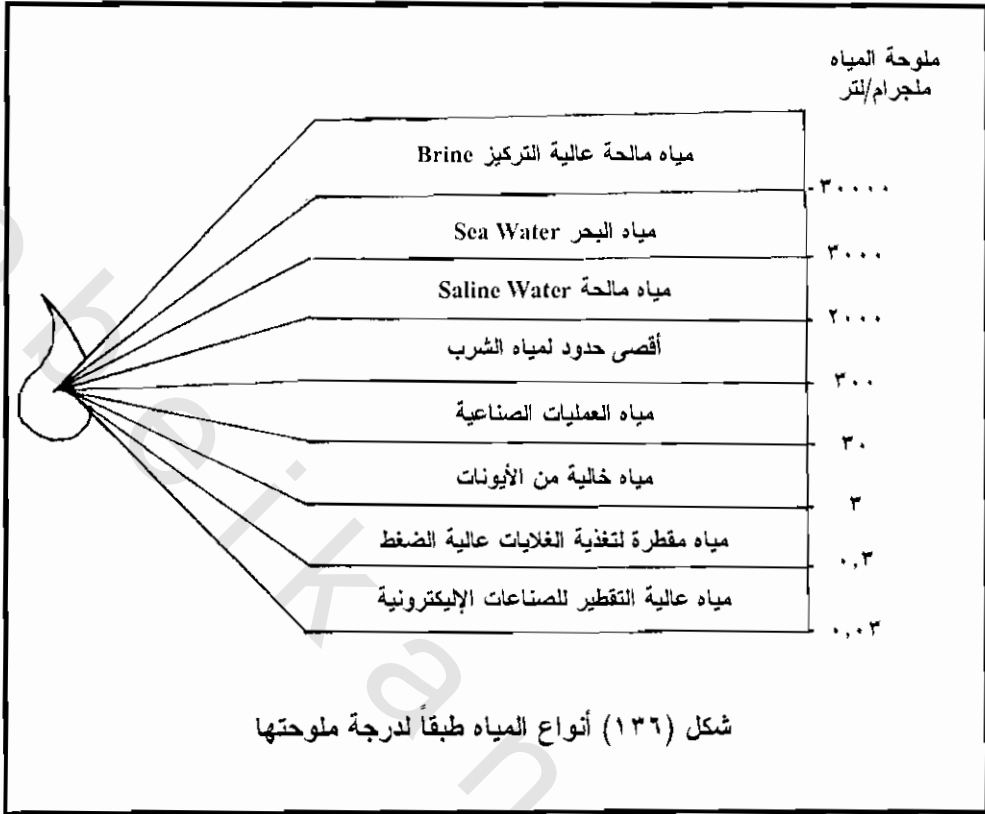 ملوحة المياه
ملجرام/لتر
مياه مالحة عالية التركيز Brine
٣٠٠٠٠
مياه البحر Sea Water
٣٠٠٠
مياه مالحة Saline Water
٢٠٠٠
أقصى حدود لمياه الشرب
٣٠٠
مياه العمليات الصناعية
٣٠
مياه خالية من الأيونات
٣
مياه مقطرة لتغذية الغلايات عالية الضغط
٠,٣
مياه عالية التقطير للصناعات الإليكترونية
٠,٠٣
شكل (١٣٦) أنواع المياه طبقاً لدرجة ملوحتها